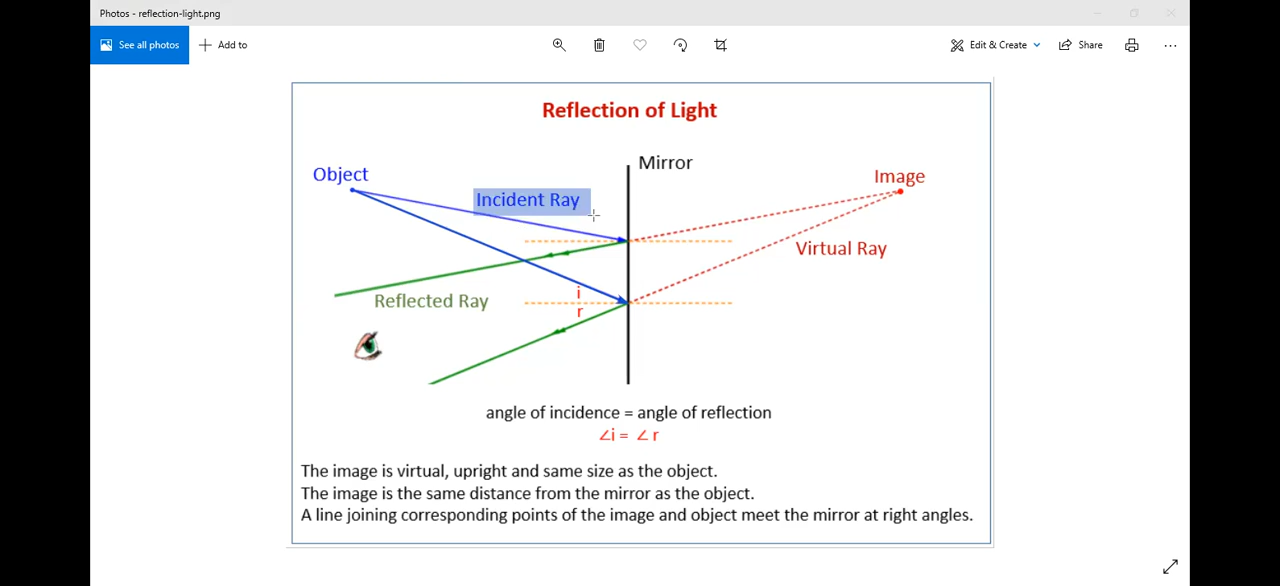 Photos - reflection-light.png
See all photos
Add to
Edit & Create
Share
Reflection of Light
Mirror
Object
Image
Incident Ray
Virtual Ray
i
Reflected Ray
r
angle of incidence = angle of reflection
∠i = ∠ r
The image is virtual, upright and same size as the object.
The image is the same distance from the mirror as the object.
A line joining corresponding points of the image and object meet the mirror at right angles.